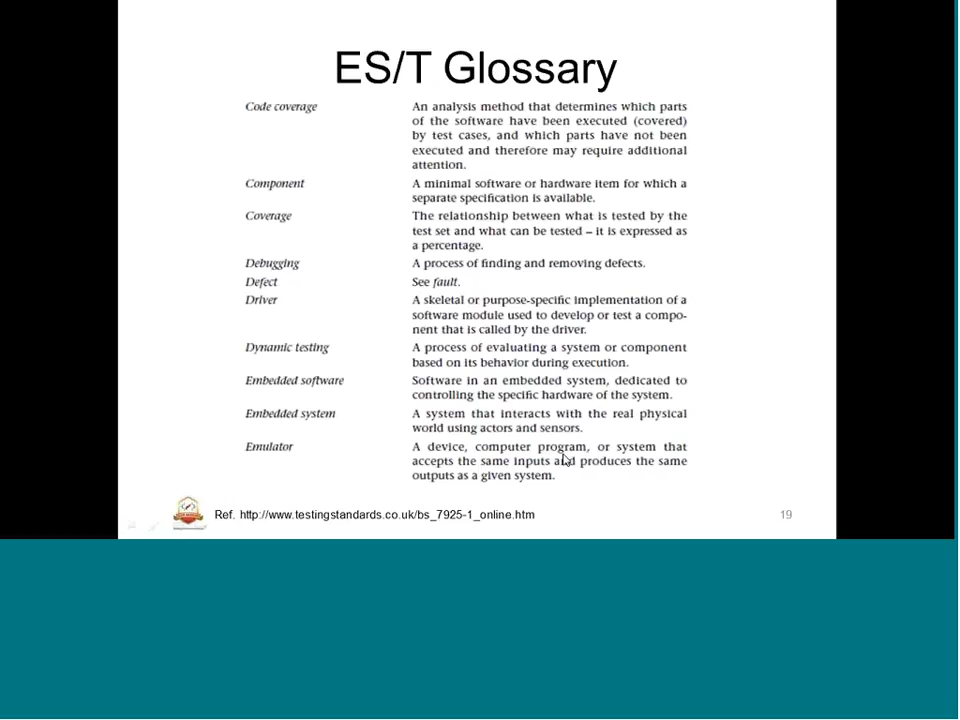 ES/T Glossary
Code coverage An analysis method that determines which parts
of the software have been executed (covered)
by test cases, and which parts have not been
executed and therefore may require additional
attention.
Component A minimal software or hardware item for which a
separate specification is available.
Coverage The relationship between what is tested by the
test set and what can be tested – it is expressed as
a percentage.
Debugging A process of finding and removing defects.
Defect See fault.
Driver A skeletal or purpose-specific implementation of a
software module used to develop or test a compo-
nent that is called by the driver.
Dynamic testing A process of evaluating a system or component
based on its behavior during execution.
Embedded software Software in an embedded system, dedicated to
controlling the specific hardware of the system.
Embedded system A system that interacts with the real physical
world using actors and sensors.
Emulator A device, computer program, or system that
accepts the same inputs and produces the same
outputs as a given system.
Ref. http://www.testingstandards.co.uk/bs_7925-1_online.htm 19